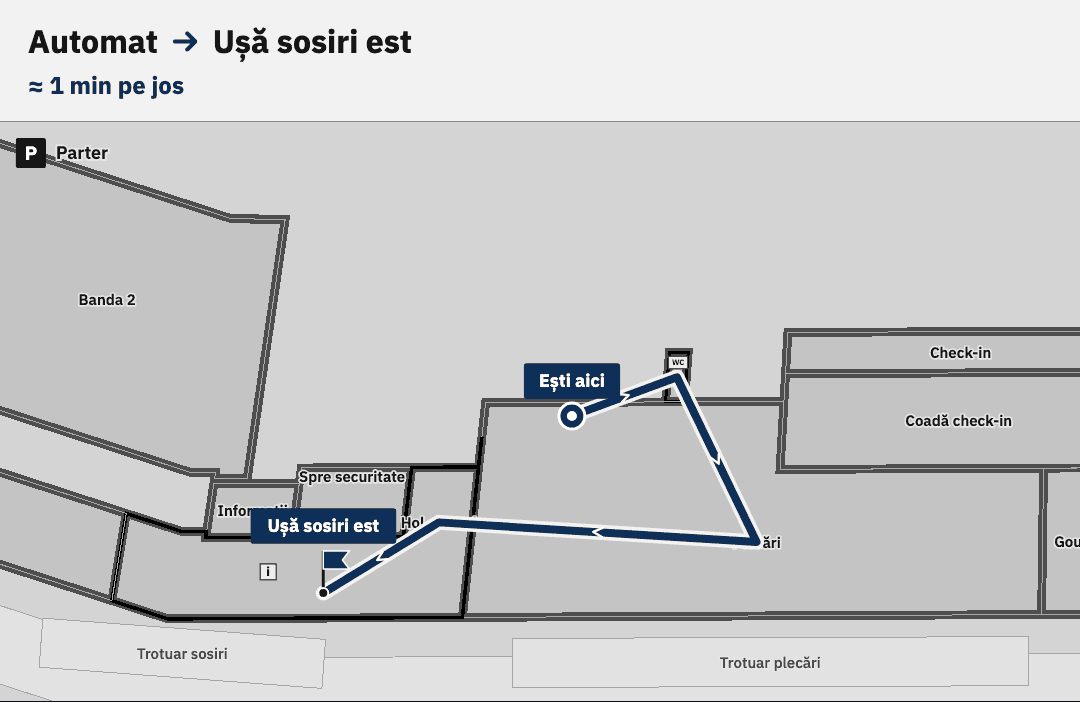 Automat → Ușă sosiri est
≈ 1 min pe jos
P Parter
Banda 2
Check-in
WC
Ești aici
Coadă check-in
Spre securitate
Ușă sosiri est
Hol
i
Trotuar sosiri
Trotuar plecări